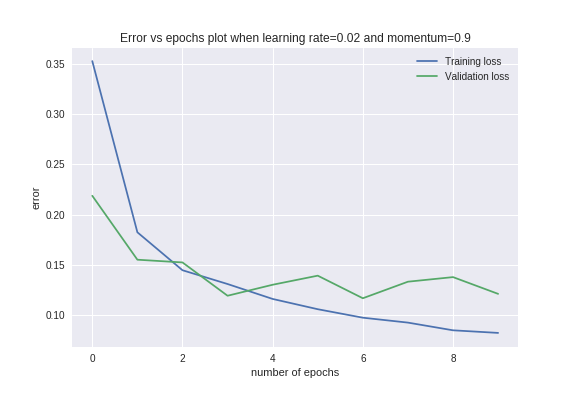 Error vs epochs plot when learning rate=0.02 and momentum=0.9
Training loss
Validation loss
0.35
0.30
0.25
0.20
0.15
0.10
error
0 2 4 6 8
number of epochs